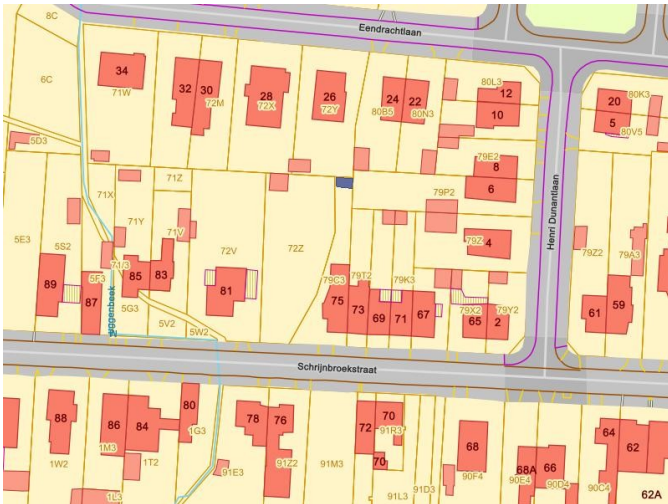 8C
Eendrachtlaan
34
71W
6C
32
30
72M
28
72X
26
72Y
24
22
80B5
80N3
80L3
12
10
20
80K3
5
80V5
5D3
79E2
8
6
71Z
71X
79P2
71Y
71V
5E3
5S2
72V
72Z
79Z
4
Henri Dunantlaan
79Z2
79A3
71/3
85
83
5F3
89
87
5G3
81
79C3
79T2
79K3
75
73
69
71
67
79X2
79Y2
65
2
61
59
5V2
5W2
Schrijnbroekstraat
88
86
84
80
1G3
1M3
1W2
1T2
1L3
78
76
91E3
91Z2
91M3
72
70
91R3
70
91L3
91D3
68
90F4
68A
66
90E4
90D4
64
62
90C4
62A